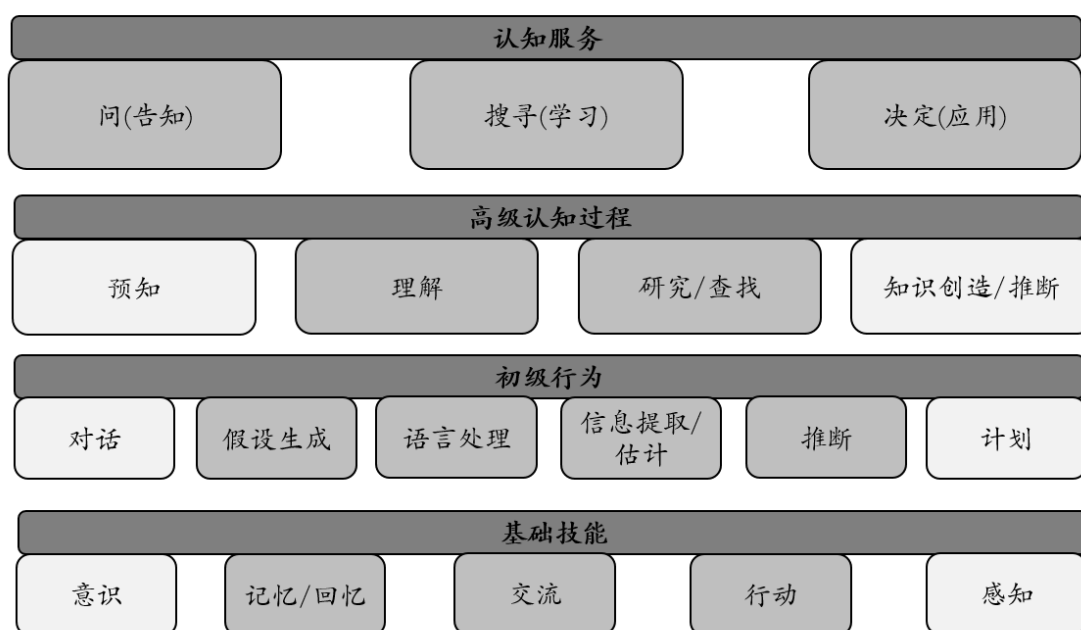 认知服务
问(告知)
搜寻(学习)
决定(应用)
高级认知过程
预知
理解
研究/查找
知识创造/推断
初级行为
对话
假设生成
语言处理
信息提取/
估计
推断
计划
基础技能
意识
记忆/回忆
交流
行动
感知